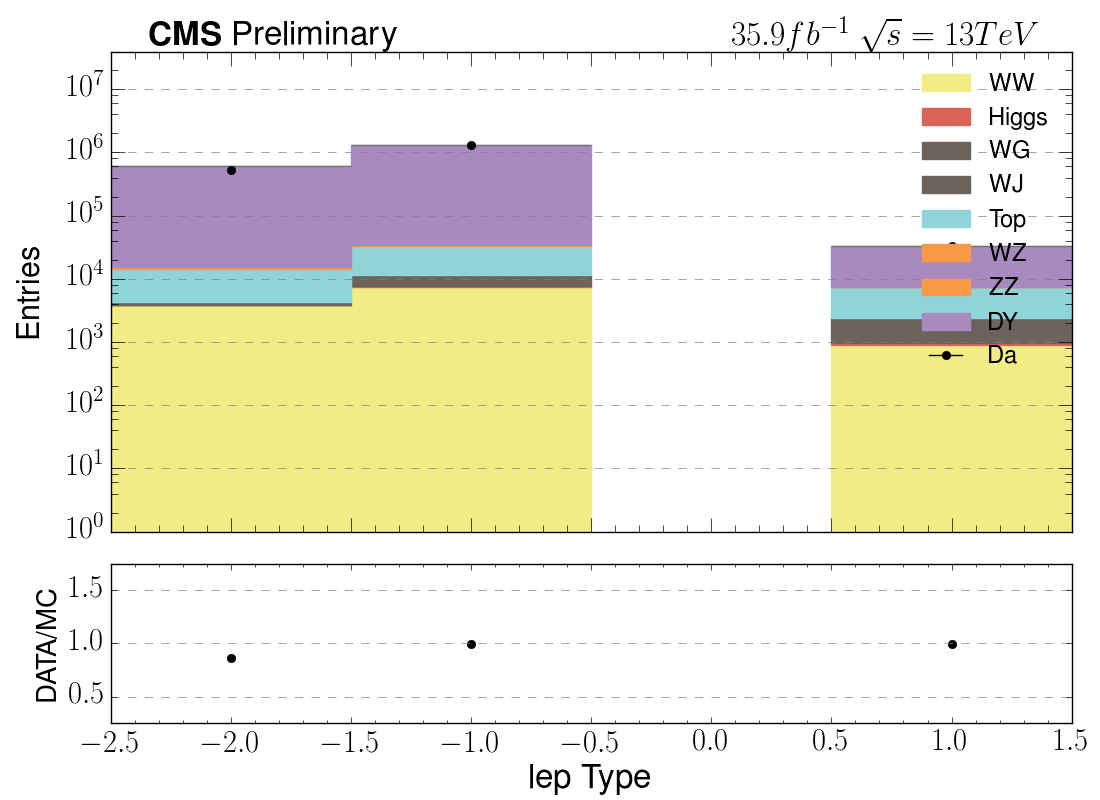 CMS Preliminary
35.9fb⁻¹ √s = 13TeV
Entries
10⁷
10⁶
10⁵
10⁴
10³
10²
10¹
10⁰
WW
Higgs
WG
WJ
Top
WZ
ZZ
DY
Da
DATA/MC
1.5
1.0
0.5
−2.5 −2.0 −1.5 −1.0 −0.5 0.0 0.5 1.0 1.5
lep Type